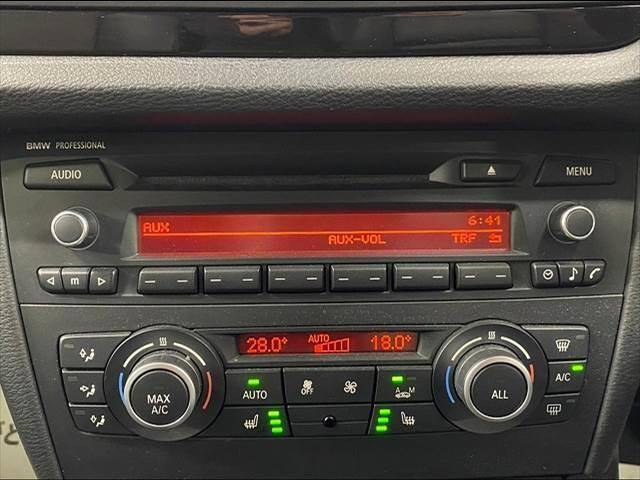 BMW PROFESSIONAL
AUDIO
MENU
AUX 6:41
AUX-VOL TRF
m
28.0° AUTO 18.0°
MAX A/C
AUTO
OFF
A M
ALL
A/C